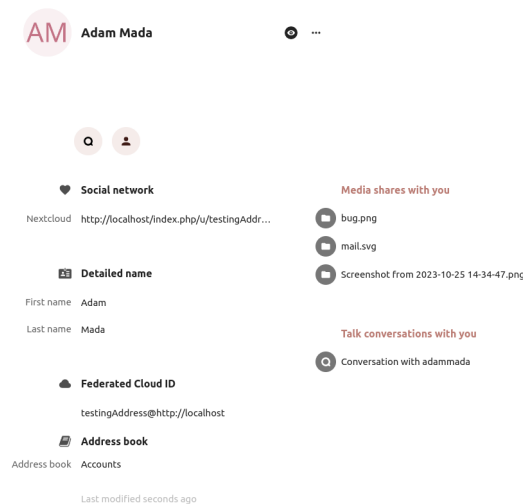 AM Adam Mada
Social network
Nextcloud http://localhost/index.php/u/testingAddr...
Detailed name
First name Adam
Last name Mada
Federated Cloud ID
testingAddress@http://localhost
Address book
Address book Accounts
Last modified seconds ago
Media shares with you
bug.png
mail.svg
Screenshot from 2023-10-25 14-34-47.png
Talk conversations with you
Conversation with adammada